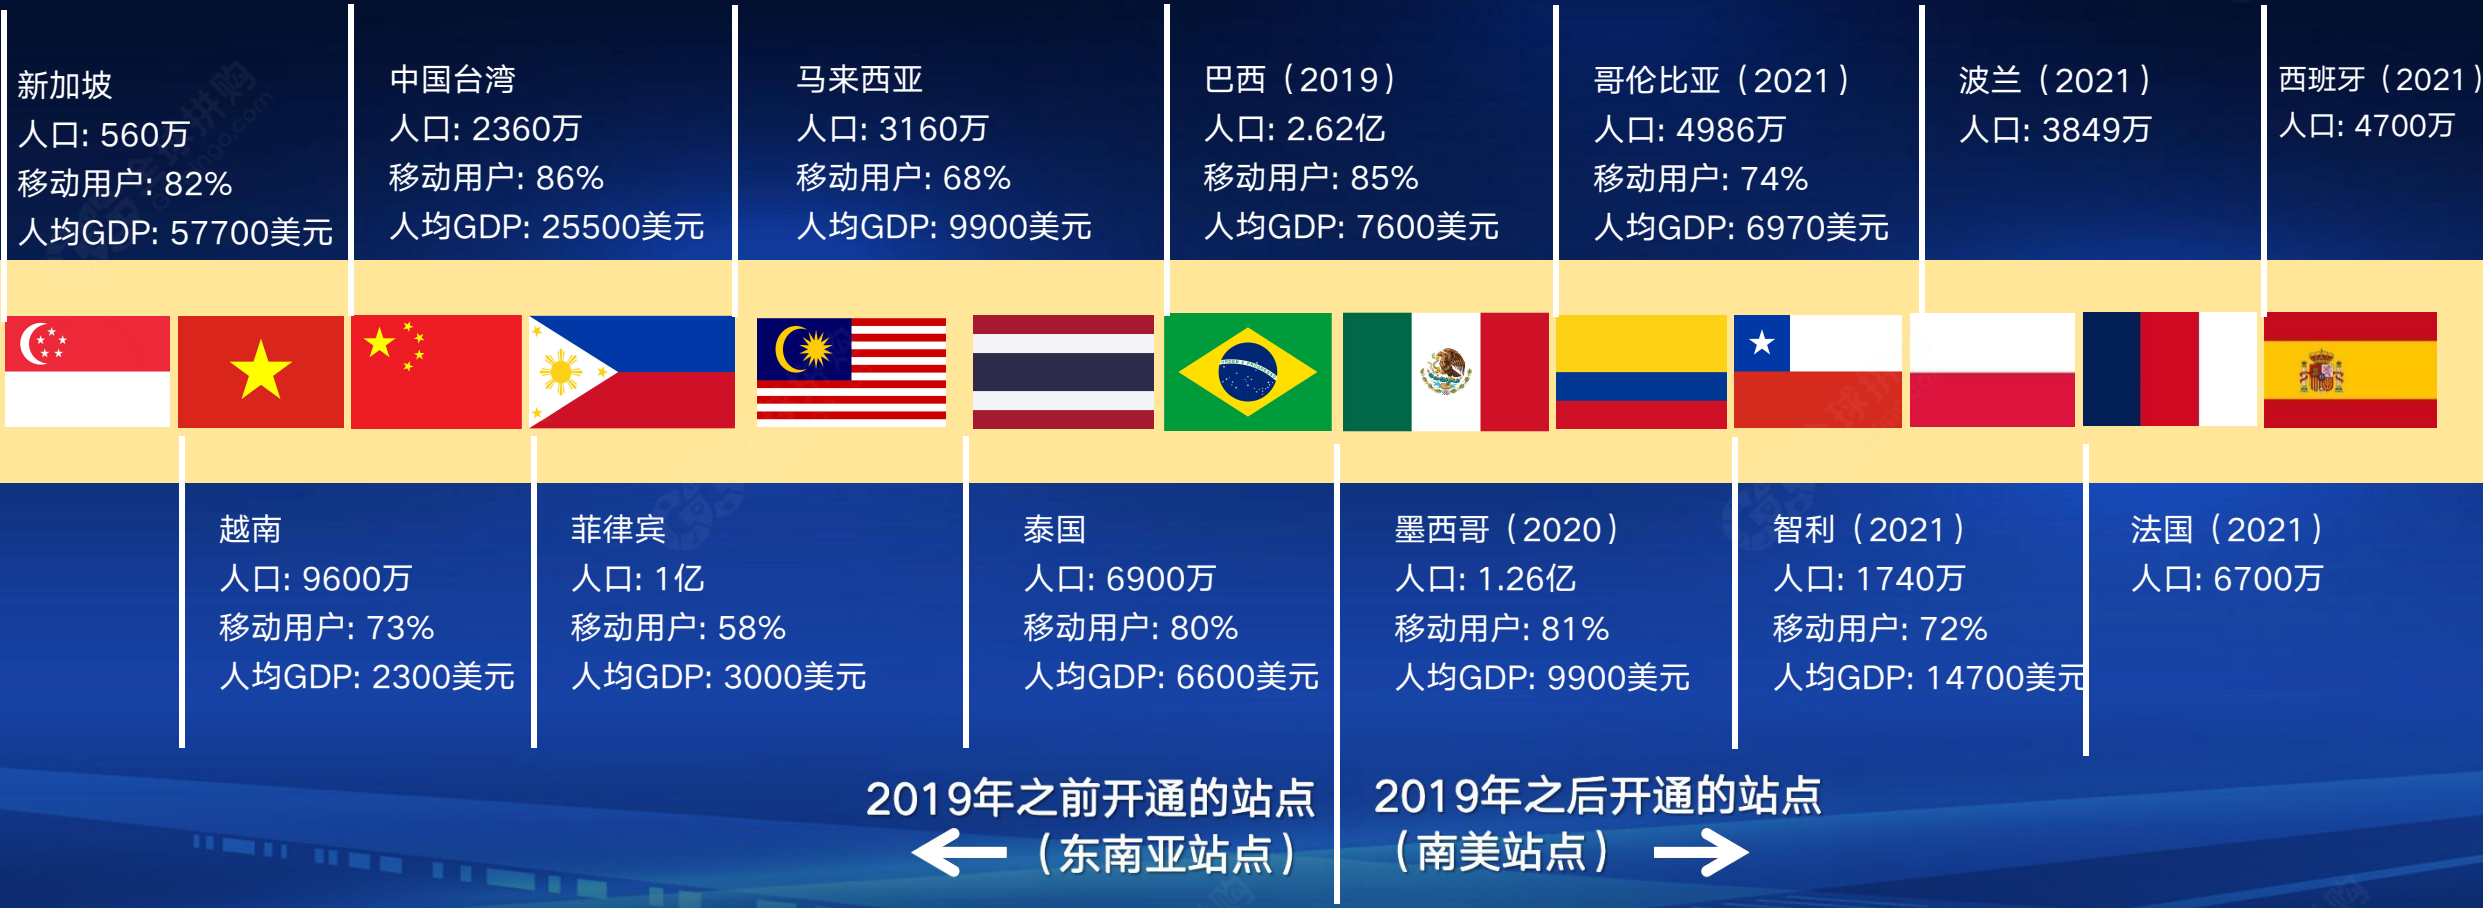 新加坡
人口: 560万
移动用户: 82%
人均GDP: 57700美元
中国台湾
人口: 2360万
移动用户: 86%
人均GDP: 25500美元
马来西亚
人口: 3160万
移动用户: 68%
人均GDP: 9900美元
巴西（2019）
人口: 2.62亿
移动用户: 85%
人均GDP: 7600美元
哥伦比亚（2021）
人口: 4986万
移动用户: 74%
人均GDP: 6970美元
波兰（2021）
人口: 3849万
西班牙（2021）
人口: 4700万
越南
人口: 9600万
移动用户: 73%
人均GDP: 2300美元
菲律宾
人口: 1亿
移动用户: 58%
人均GDP: 3000美元
泰国
人口: 6900万
移动用户: 80%
人均GDP: 6600美元
墨西哥（2020）
人口: 1.26亿
移动用户: 81%
人均GDP: 9900美元
智利（2021）
人口: 1740万
移动用户: 72%
人均GDP: 14700美元
法国（2021）
人口: 6700万
2019年之前开通的站点
（东南亚站点）
2019年之后开通的站点
（南美站点）